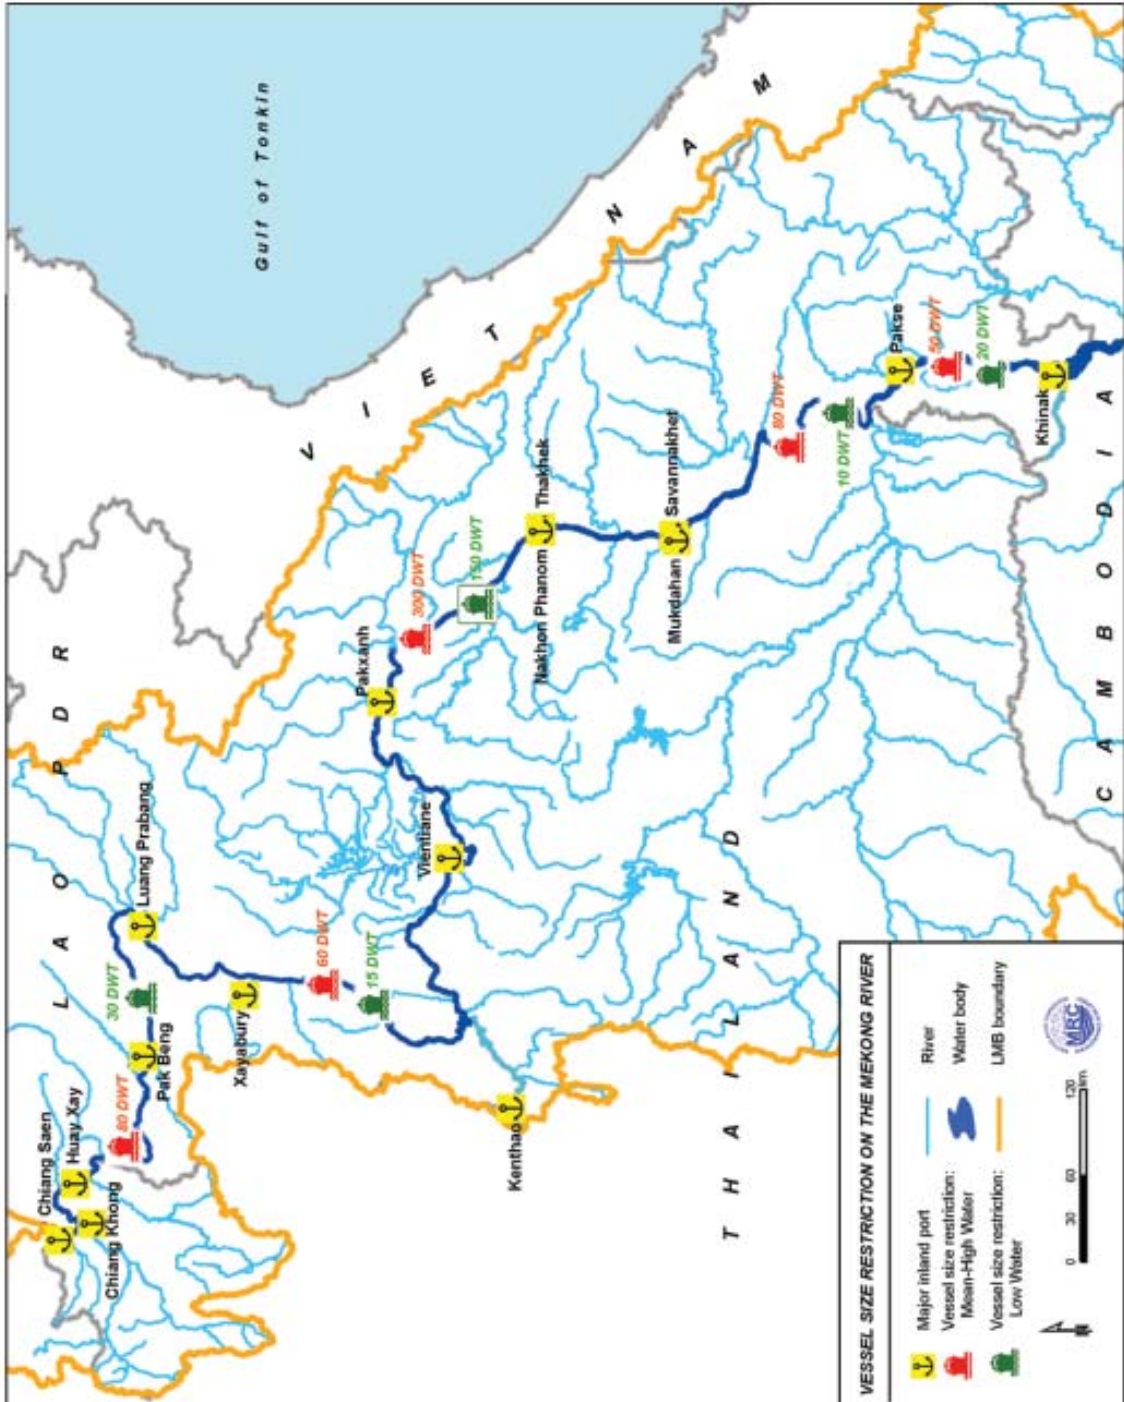 Chiang Saen
Huay Xay
Chiang Khong
80 DWT
Pak Beng
30 DWT
Luang Prabang
L A O P D R
Gulf of Tonkin
Xayabury
60 DWT
15 DWT
V I E T N A M
Pakxanh
Vientiane
300 DWT
150 DWT
Kenthao
Nakhon Phanom
Thakhek
Mukdahan
Savannakhet
T H A I L A N D
80 DWT
10 DWT
Pakse
50 DWT
20 DWT
Khinak
C A M B O D I A
VESSEL SIZE RESTRICTION ON THE MEKONG RIVER
Major inland port
River
Vessel size restriction:
Mean-High Water
Water body
Vessel size restriction:
Low Water
LMB boundary
N
0 30 60 120
km
MRC